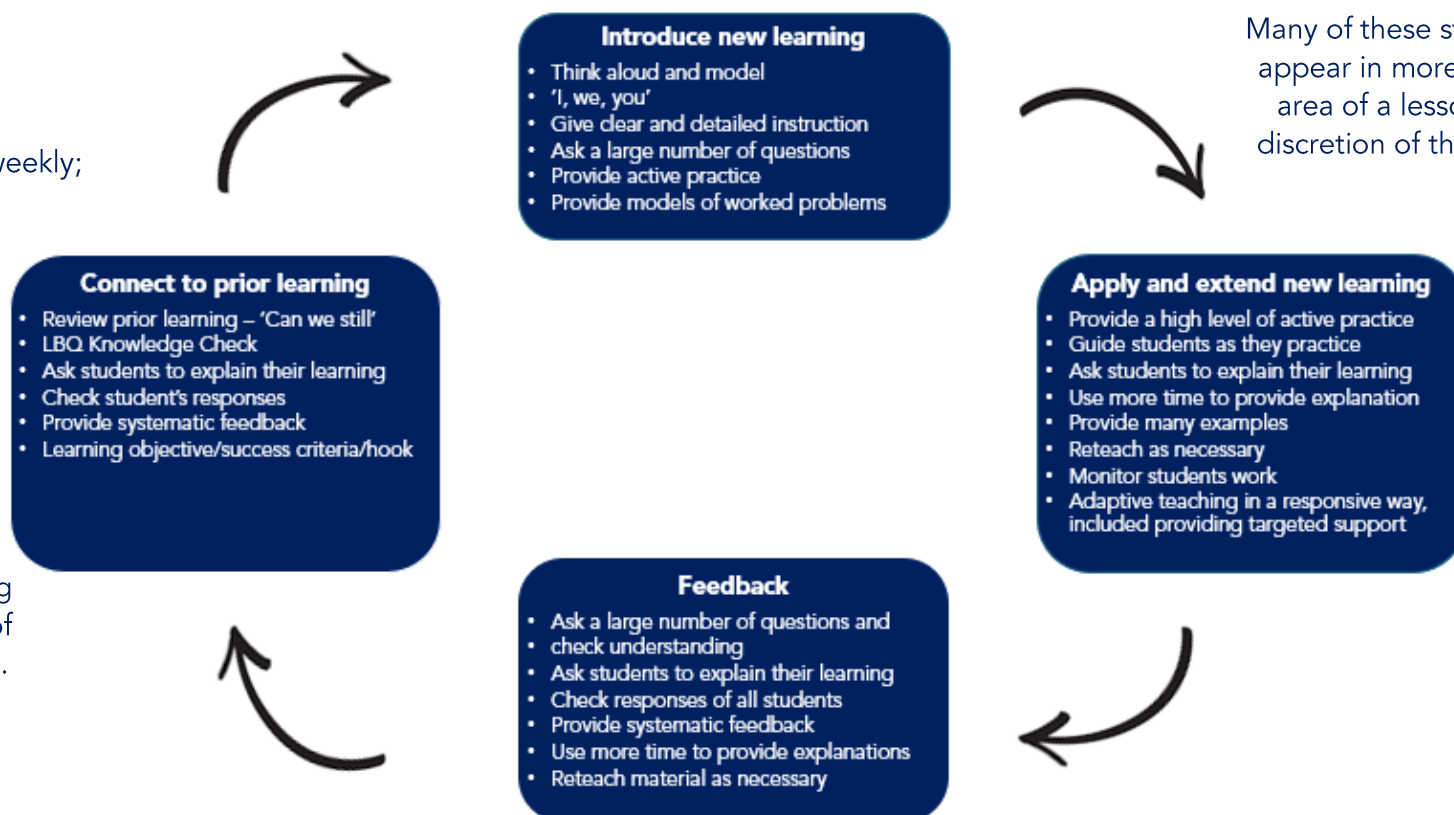 Introduce new learning
• Think aloud and model
• 'I, we, you'
• Give clear and detailed instruction
• Ask a large number of questions
• Provide active practice
• Provide models of worked problems
Many of these
appear in more
area of a
discretion of
weekly;
Connect to prior learning
• Review prior learning – 'Can we still'
• LBQ Knowledge Check
• Ask students to explain their learning
• Check student's responses
• Provide systematic feedback
• Learning objective/success criteria/hook
Apply and extend new learning
• Provide a high level of active practice
• Guide students as they practice
• Ask students to explain their learning
• Use more time to provide explanation
• Provide many examples
• Reteach as necessary
• Monitor students work
• Adaptive teaching in a responsive way,
included providing targeted support
of
.
Feedback
• Ask a large number of questions and
• check understanding
• Ask students to explain their learning
• Check responses of all students
• Provide systematic feedback
• Use more time to provide explanations
• Reteach material as necessary